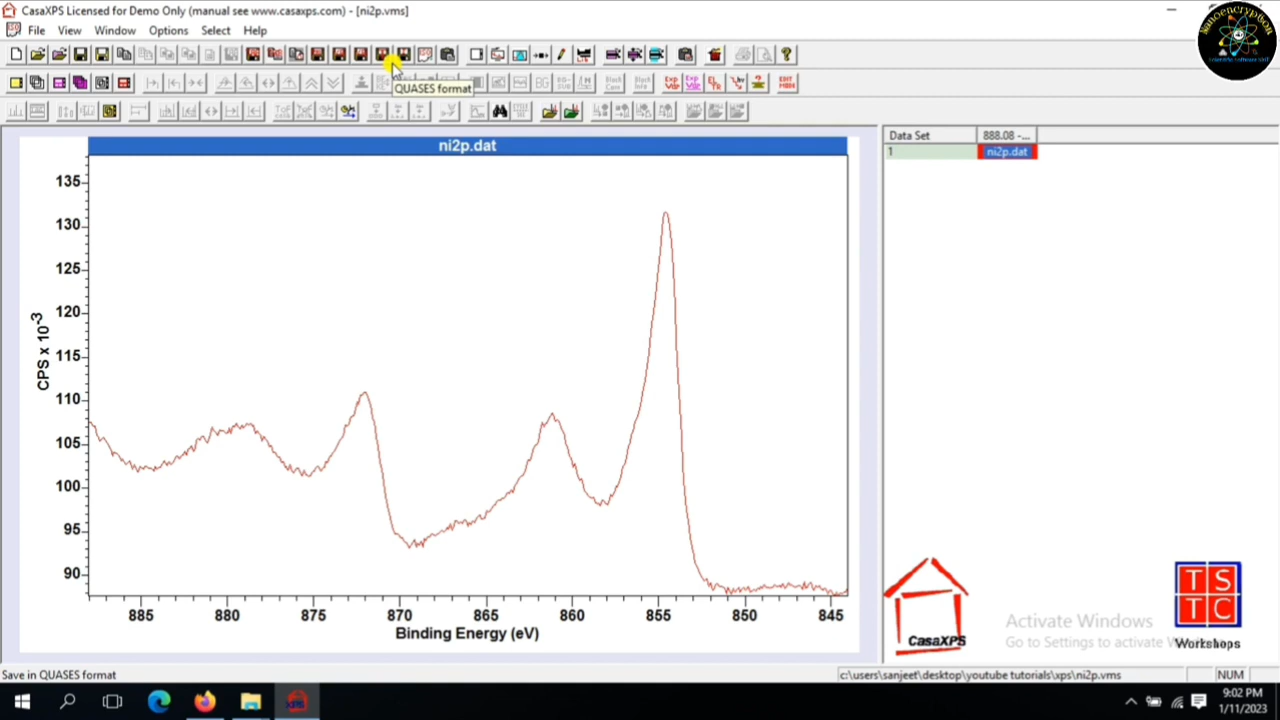 CasaXPS Licensed for Demo Only (manual see www.casaxps.com) - [ni2p.vms]
File View Window Options Select Help
QUASES format
ni2p.dat
Data Set 888.08 -...
1 ni2p.dat
135
130
125
120
115
110
105
100
95
90
CPS x 10-3
885 880 875 870 865 860 855 850 845
Binding Energy (eV)
CasaXPS
TS
TC
Workshops
Activate Windows
Go to Settings to activate
Save in QUASES format
c:\users\sanjeet\desktop\youtube tutorials\xps\ni2p.vms
NUM
9:02 PM
1/11/2023
Nanoencryption